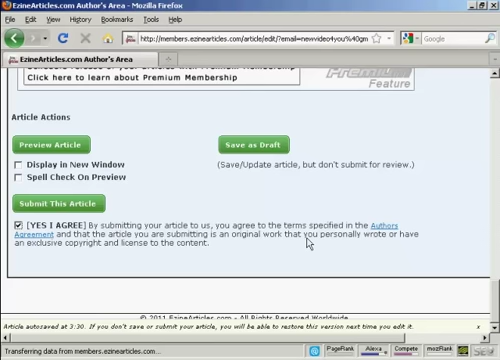 EzineArticles.com Author's Area - Mozilla Firefox
File Edit View History Bookmarks Tools Help
http://members.ezinearticles.com/article/edit/?email=newvideo4you%40gm
Google
EzineArticles.com Author's Area
Click here to learn about Premium Membership
Premium
Feature
Article Actions
Preview Article
Save as Draft
Display in New Window
(Save/Update article, but don't submit for review.)
Spell Check On Preview
Submit This Article
[YES I AGREE] By submitting your article to us, you agree to the terms specified in the Authors
Agreement and that the article you are submitting is an original work that you personally wrote or have
an exclusive copyright and license to the content.
© 2011 EzineArticles.com - All Rights Reserved Worldwide
Article autosaved at 3:30. If you don't save or submit your article, you will be able to restore this version next time you edit it.
x
Transferring data from members.ezinearticles.com...
PageRank
Alexa
Compete
mozRank